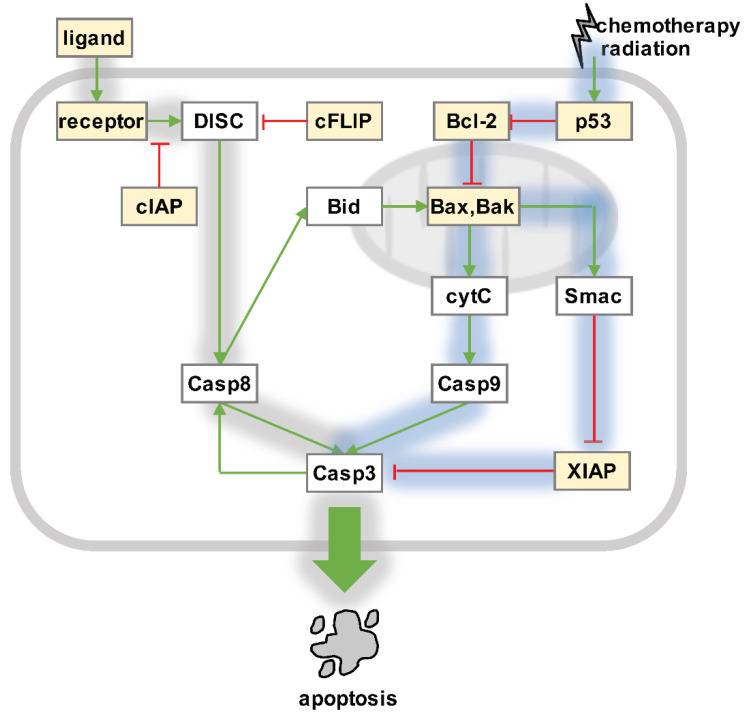 ligand
chemotherapy
radiation
receptor
DISC
cFLIP
Bcl-2
p53
cIAP
Bid
Bax,Bak
cytC
Smac
Casp8
Casp9
Casp3
XIAP
apoptosis